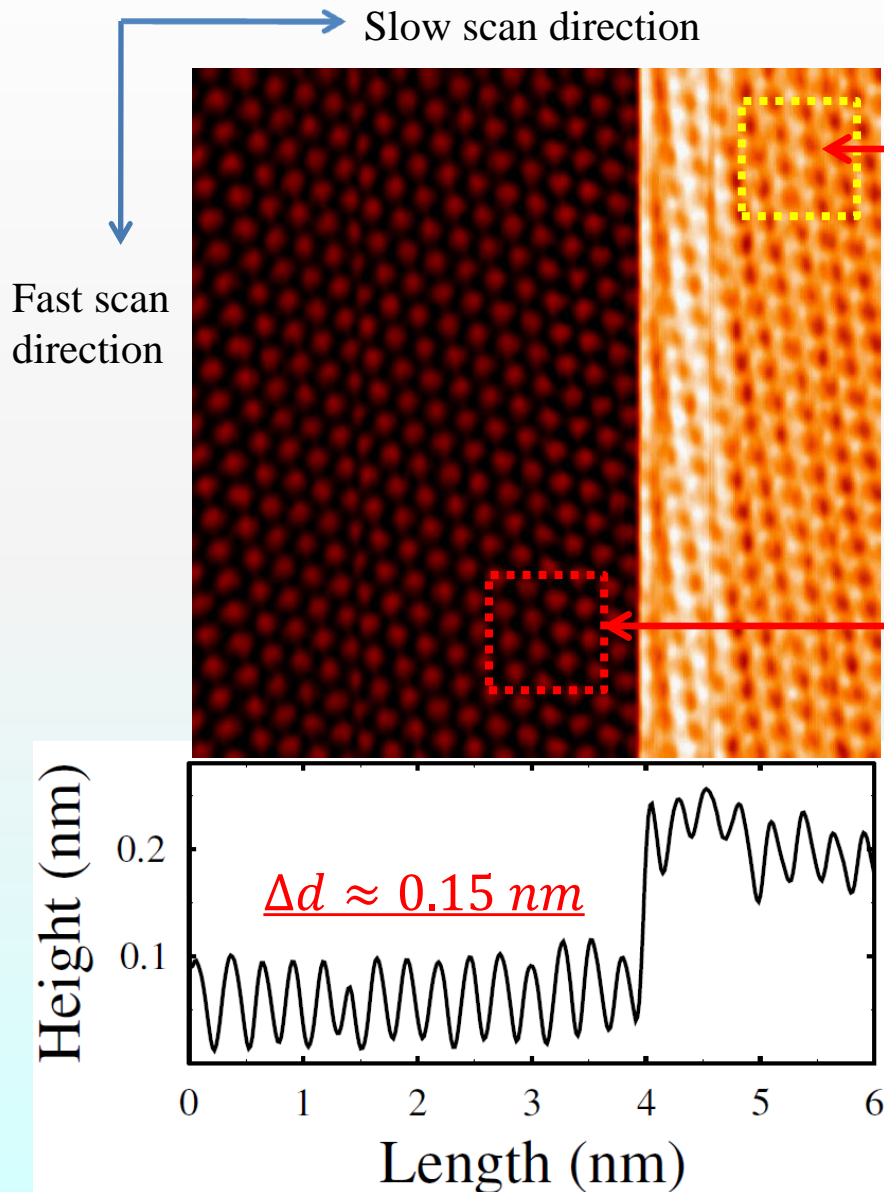 Slow scan direction
Fast scan
direction
Height (nm)
0.2
0.1
Δd ≈ 0.15 nm
0 1 2 3 4 5 6
Length (nm)